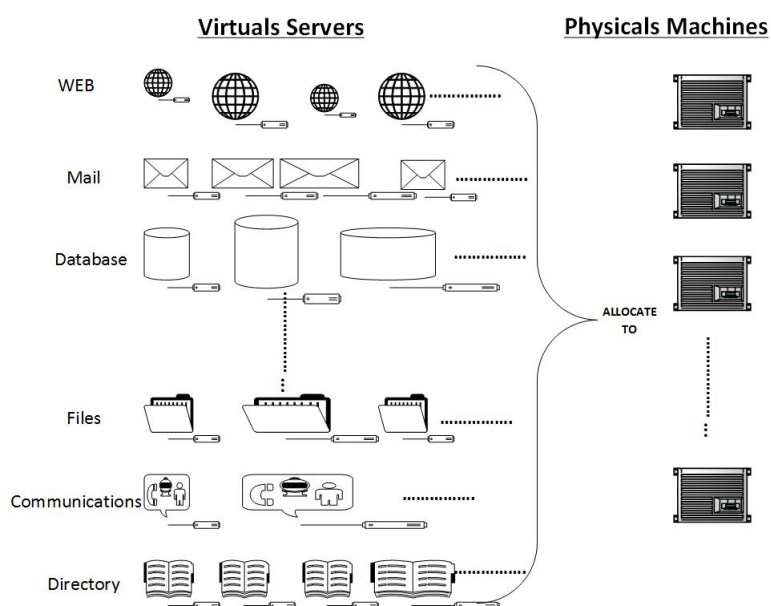 Virtuals Servers
Physicals Machines
WEB
Mail
Database
ALLOCATE
TO
Files
Communications
Directory